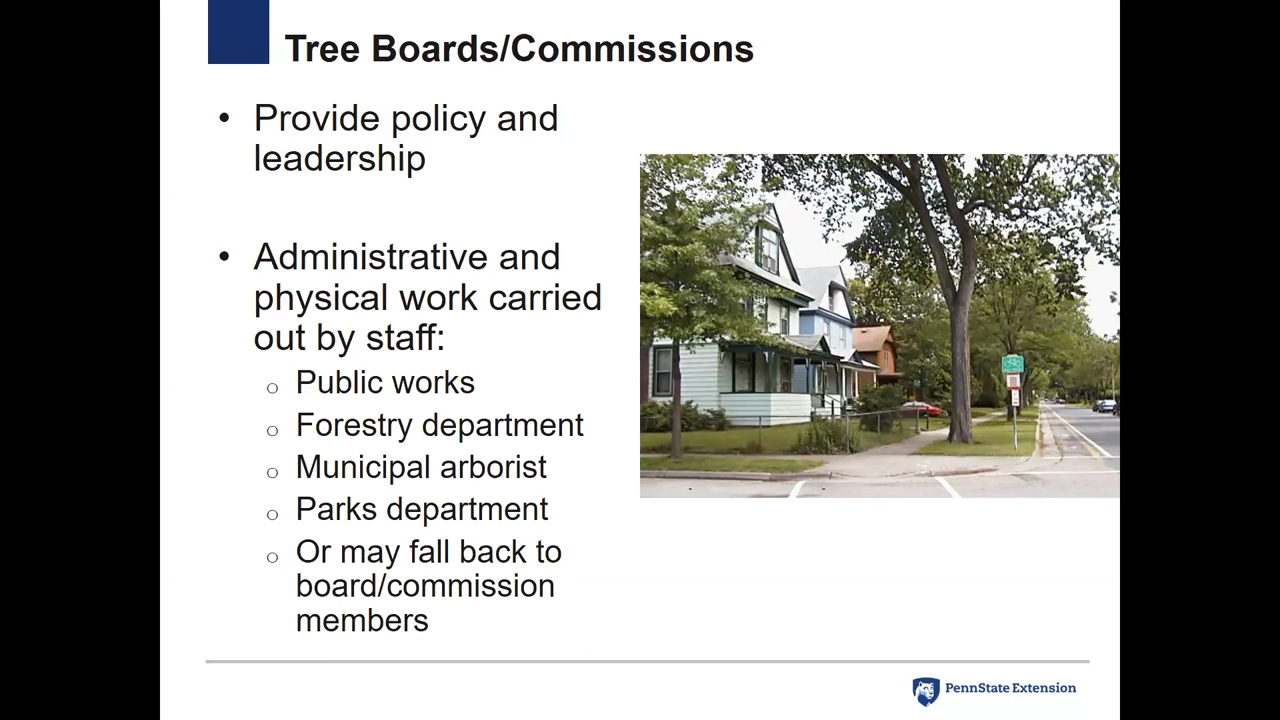 Tree Boards/Commissions
• Provide policy and
leadership
• Administrative and
physical work carried
out by staff:
o Public works
o Forestry department
o Municipal arborist
o Parks department
o Or may fall back to
board/commission
members
PennState Extension